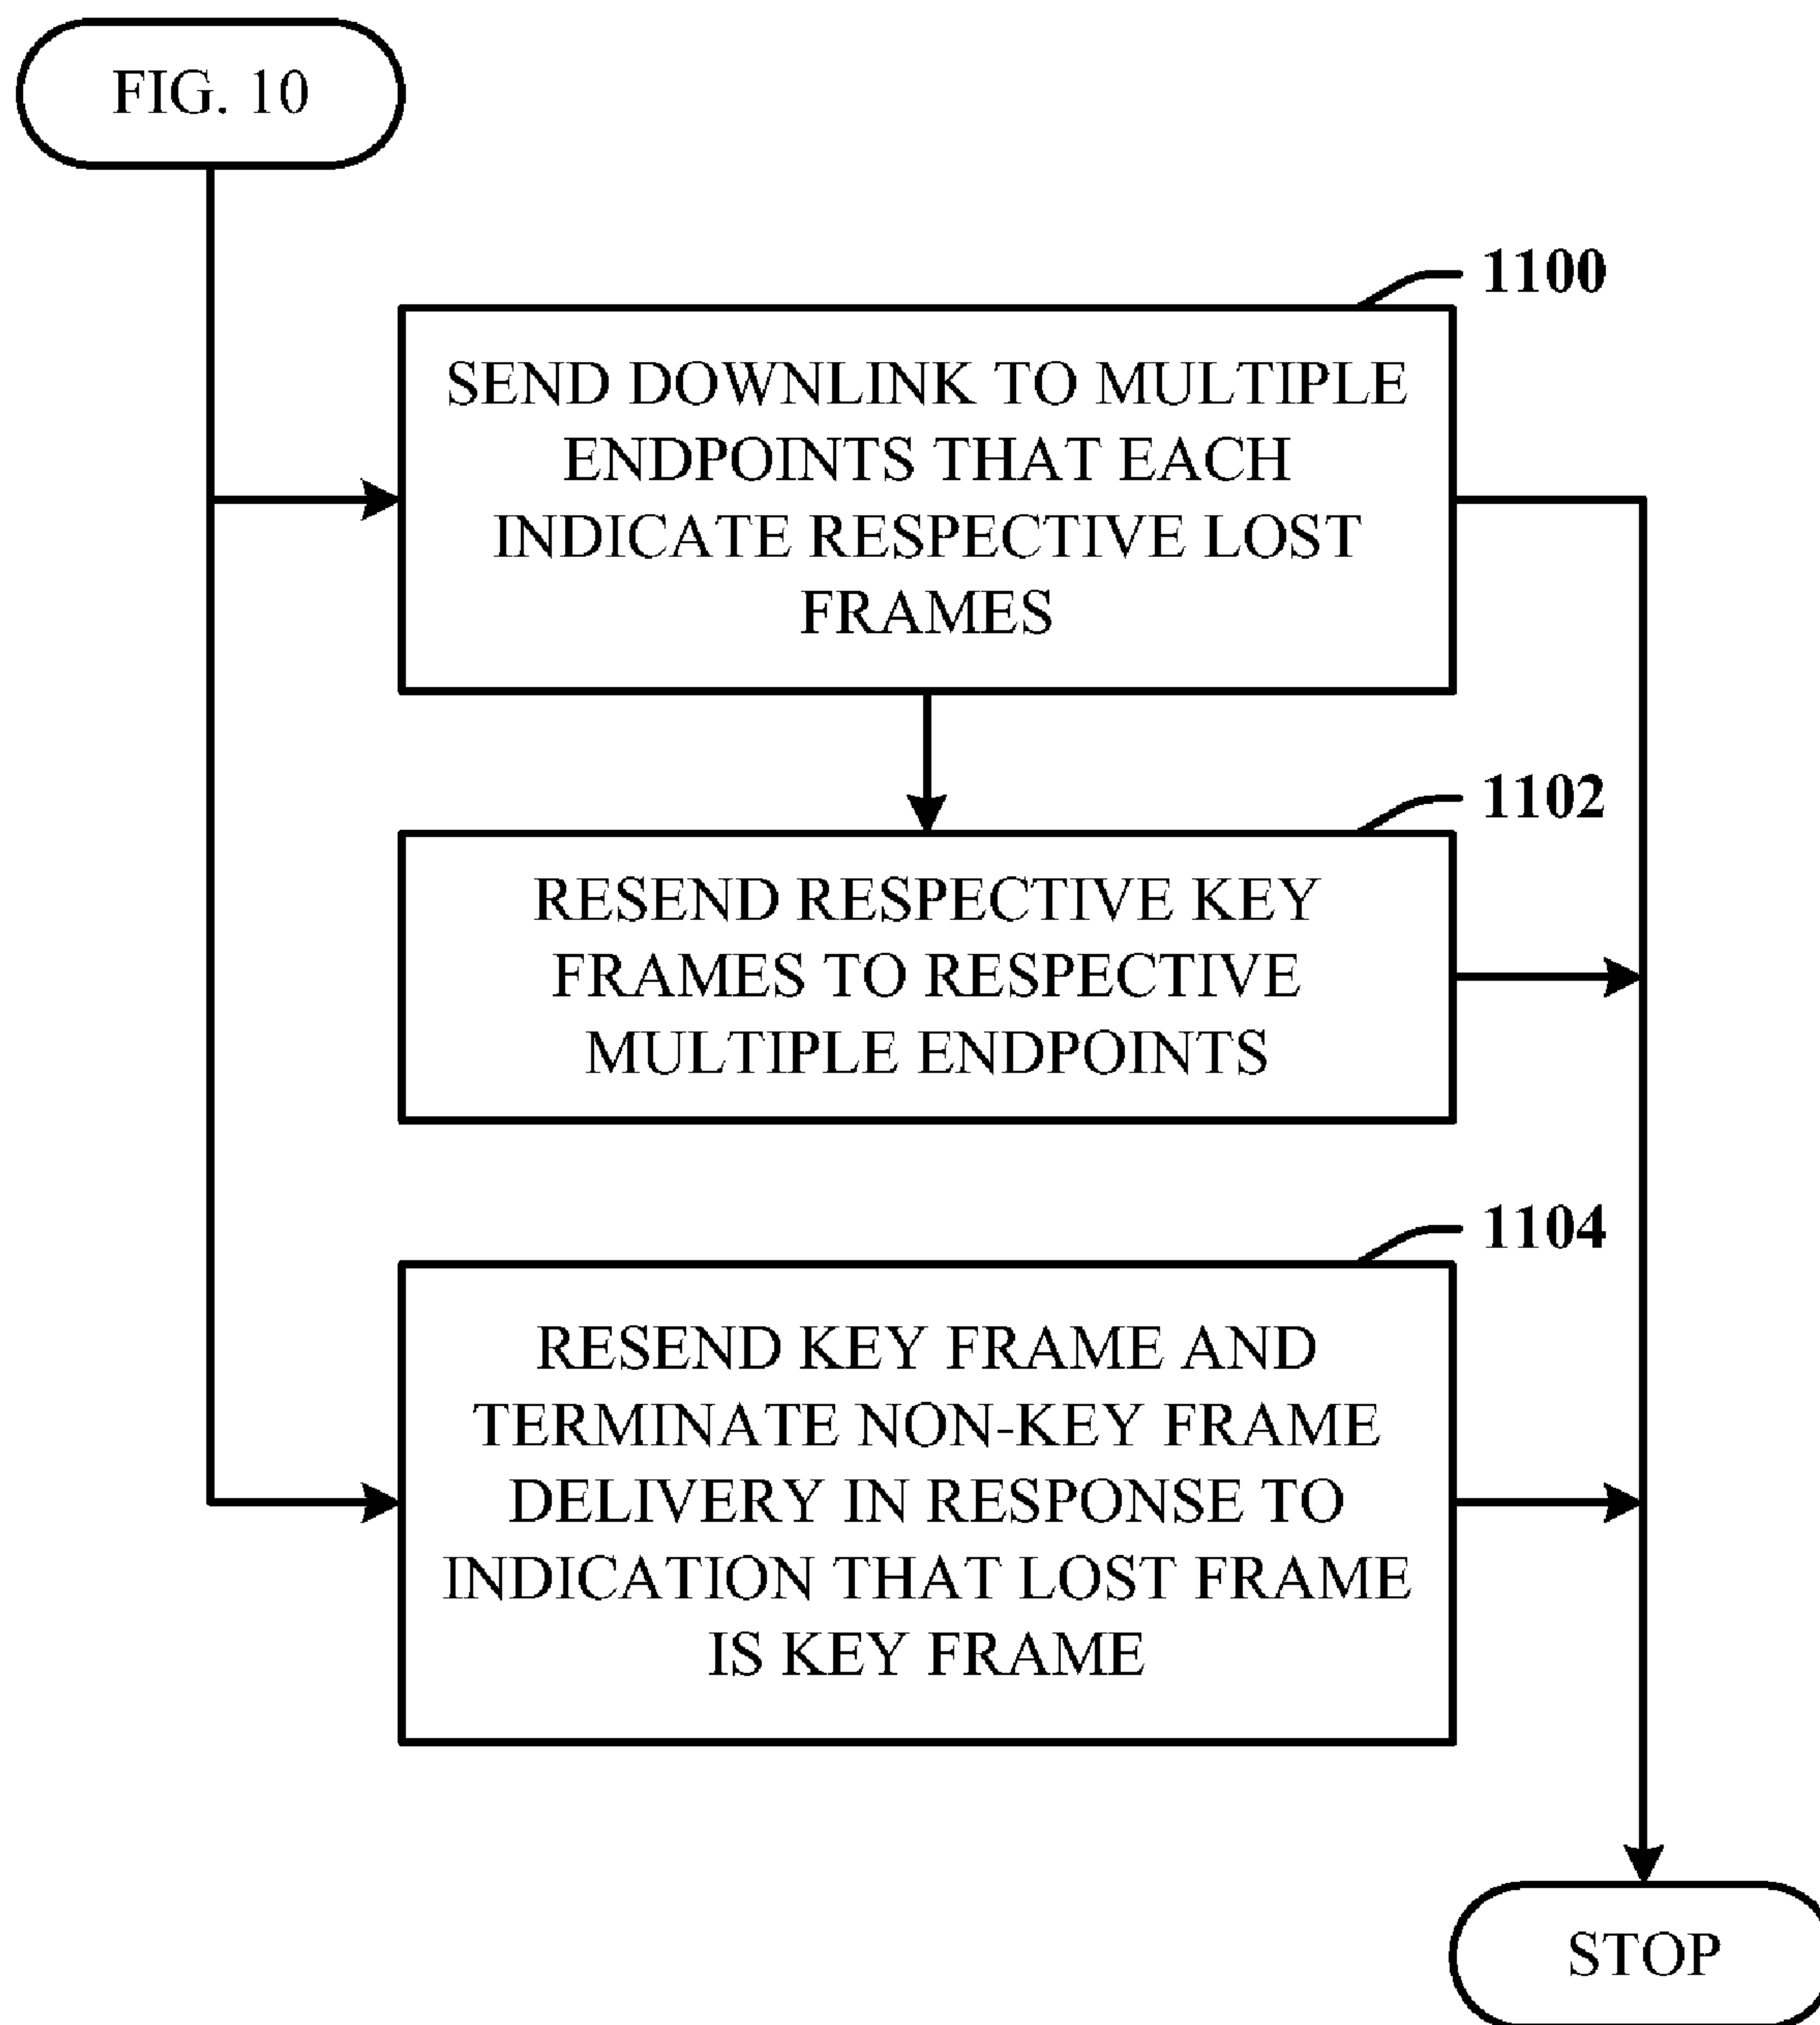 FIG. 10
1100
SEND DOWNLINK TO MULTIPLE
ENDPOINTS THAT EACH
INDICATE RESPECTIVE LOST
FRAMES
1102
RESEND RESPECTIVE KEY
FRAMES TO RESPECTIVE
MULTIPLE ENDPOINTS
1104
RESEND KEY FRAME AND
TERMINATE NON-KEY FRAME
DELIVERY IN RESPONSE TO
INDICATION THAT LOST FRAME
IS KEY FRAME
STOP